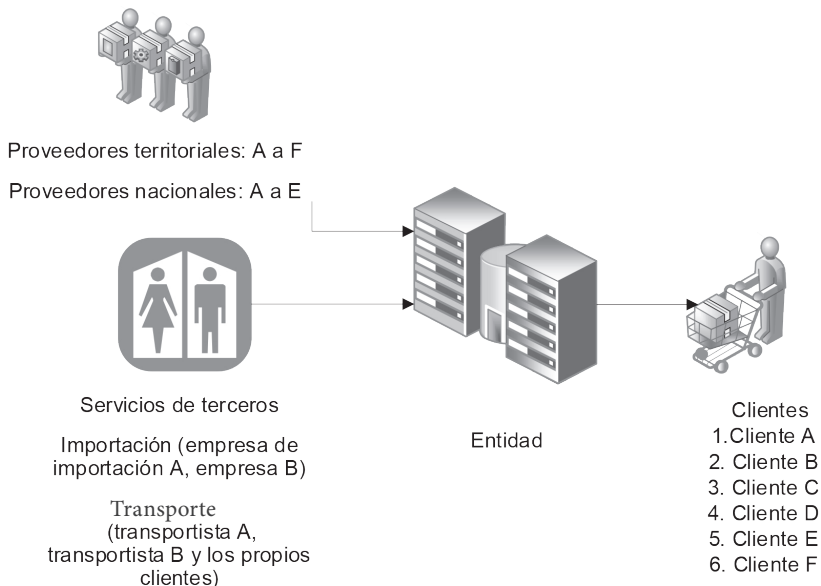 Proveedores territoriales: A a F
Proveedores nacionales: A a E
Servicios de terceros
Importación (empresa de
importación A, empresa B)
Transporte
(transportista A,
transportista B y los propios
clientes)
Entidad
Clientes
1.Cliente A
2. Cliente B
3. Cliente C
4. Cliente D
5. Cliente E
6. Cliente F